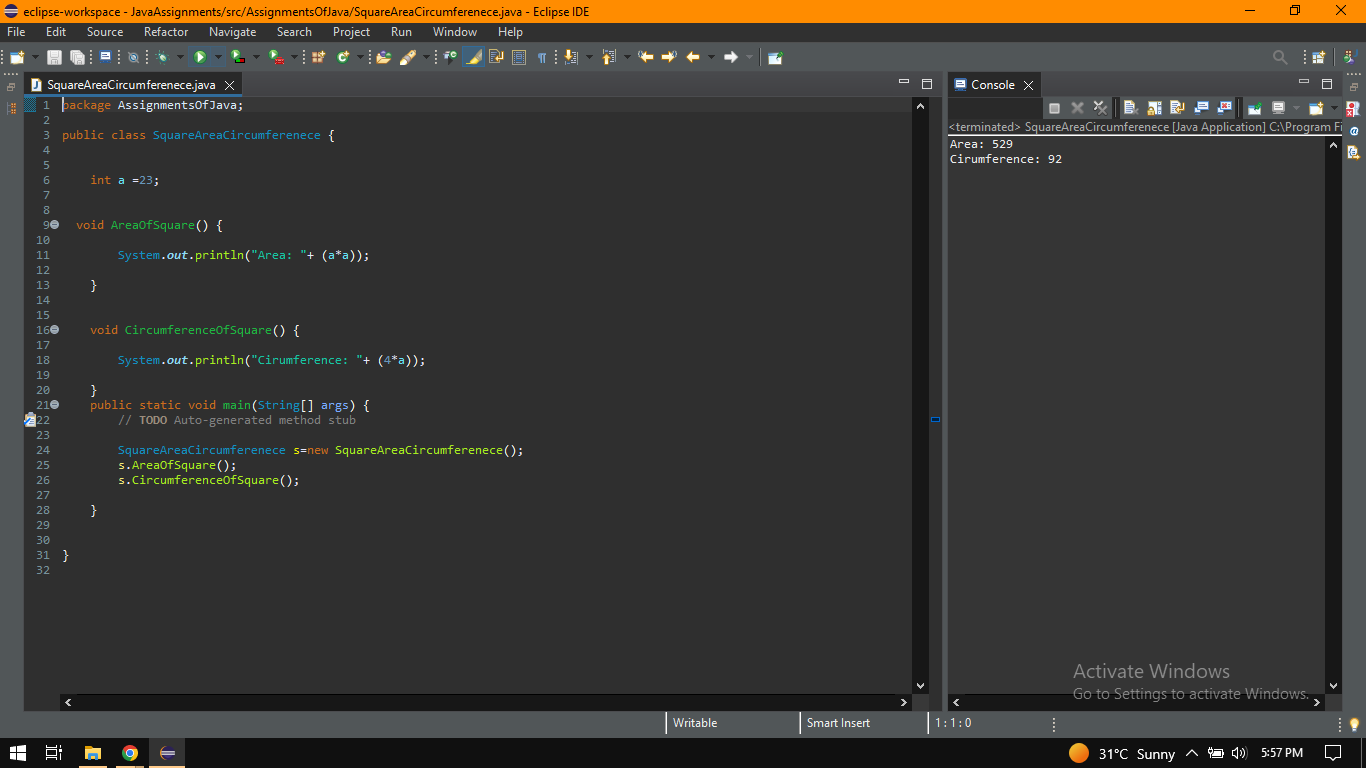 eclipse-workspace - JavaAssignments/src/AssignmentsOfJava/SquareAreaCircumferenece.java - Eclipse IDE
File Edit Source Refactor Navigate Search Project Run Window Help
SquareAreaCircumferenece.java
1 package AssignmentsOfJava;
2
3 public class SquareAreaCircumferenece {
4
5
6 int a =23;
7
8
9 void AreaOfSquare() {
10
11 System.out.println("Area: "+ (a*a));
12
13 }
14
15
16 void CircumferenceOfSquare() {
17
18 System.out.println("Cirumference: "+ (4*a));
19
20 }
21 public static void main(String[] args) {
22 // TODO Auto-generated method stub
23
24 SquareAreaCircumferenece s=new SquareAreaCircumferenece();
25 s.AreaOfSquare();
26 s.CircumferenceOfSquare();
27
28 }
29
30
31 }
32
Console
<terminated> SquareAreaCircumferenece [Java Application] C:\Program Fi
Area: 529
Cirumference: 92
Activate Windows
Go to Settings to activate Windows.
Writable Smart Insert 1 : 1 : 0
31°C Sunny 5:57 PM